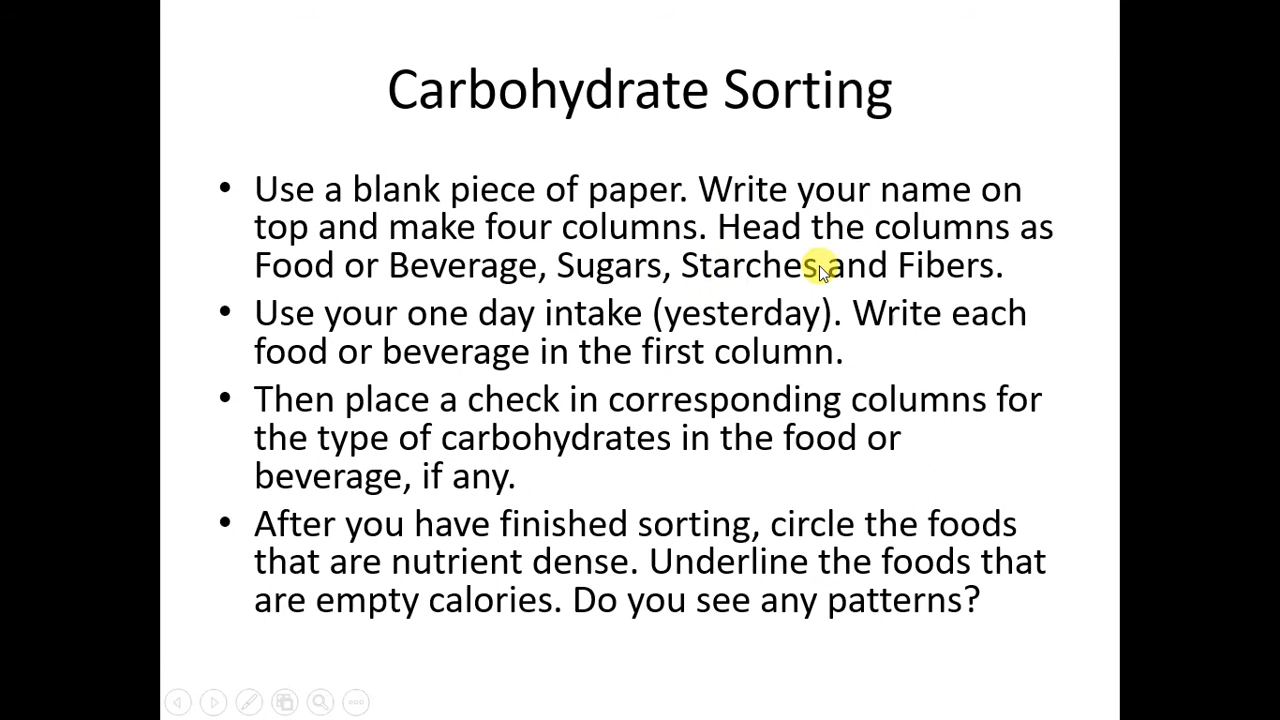 Carbohydrate Sorting
• Use a blank piece of paper. Write your name on
top and make four columns. Head the columns as
Food or Beverage, Sugars, Starches and Fibers.
• Use your one day intake (yesterday). Write each
food or beverage in the first column.
• Then place a check in corresponding columns for
the type of carbohydrates in the food or
beverage, if any.
• After you have finished sorting, circle the foods
that are nutrient dense. Underline the foods that
are empty calories. Do you see any patterns?